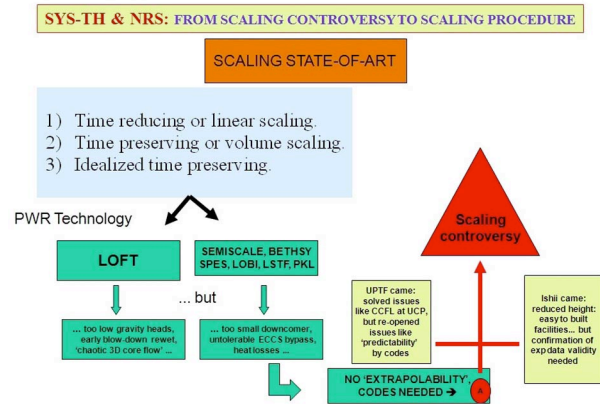 SYS-TH & NRS: FROM SCALING CONTROVERSY TO SCALING PROCEDURE
SCALING STATE-OF-ART
1) Time reducing or linear scaling.
2) Time preserving or volume scaling.
3) Idealized time preserving.
PWR Technology
LOFT
SEMISCALE, BETHSY
SPES, LOBI, LSTF, PKL
... but
... too low gravity heads,
early blow-down rewet,
'chaotic 3D core flow' ...
... too small downcomer,
untolerable ECCS bypass,
heat losses ...
UPTF came:
solved issues
like CCFL at UCP,
but re-opened
issues like
'predictability'
by codes
Scaling
controversy
Ishii came:
reduced height:
easy to built
facilities... but
confirmation of
exp data validity
needed
NO 'EXTRAPOLABILITY',
CODES NEEDED →
A